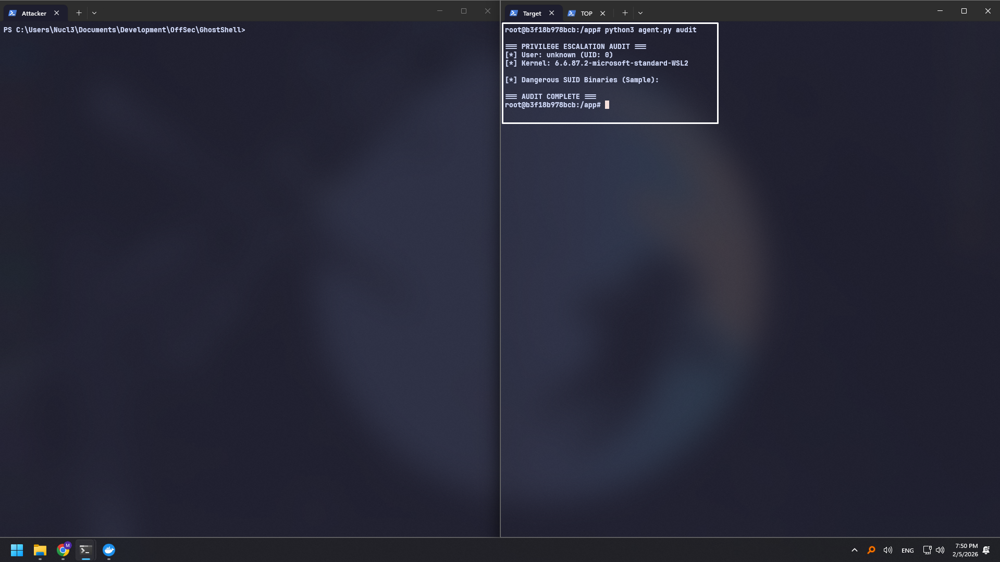 Attacker
PS C:\Users\Nucl3\Documents\Development\OffSec\GhostShell>
Target
TOP
root@b3f18b978bcb:/app# python3 agent.py audit
=== PRIVILEGE ESCALATION AUDIT ===
[*] User: unknown (UID: 0)
[*] Kernel: 6.6.87.2-microsoft-standard-WSL2
[*] Dangerous SUID Binaries (Sample):
=== AUDIT COMPLETE ===
root@b3f18b978bcb:/app#
M
ENG
7:50 PM
2/5/2026